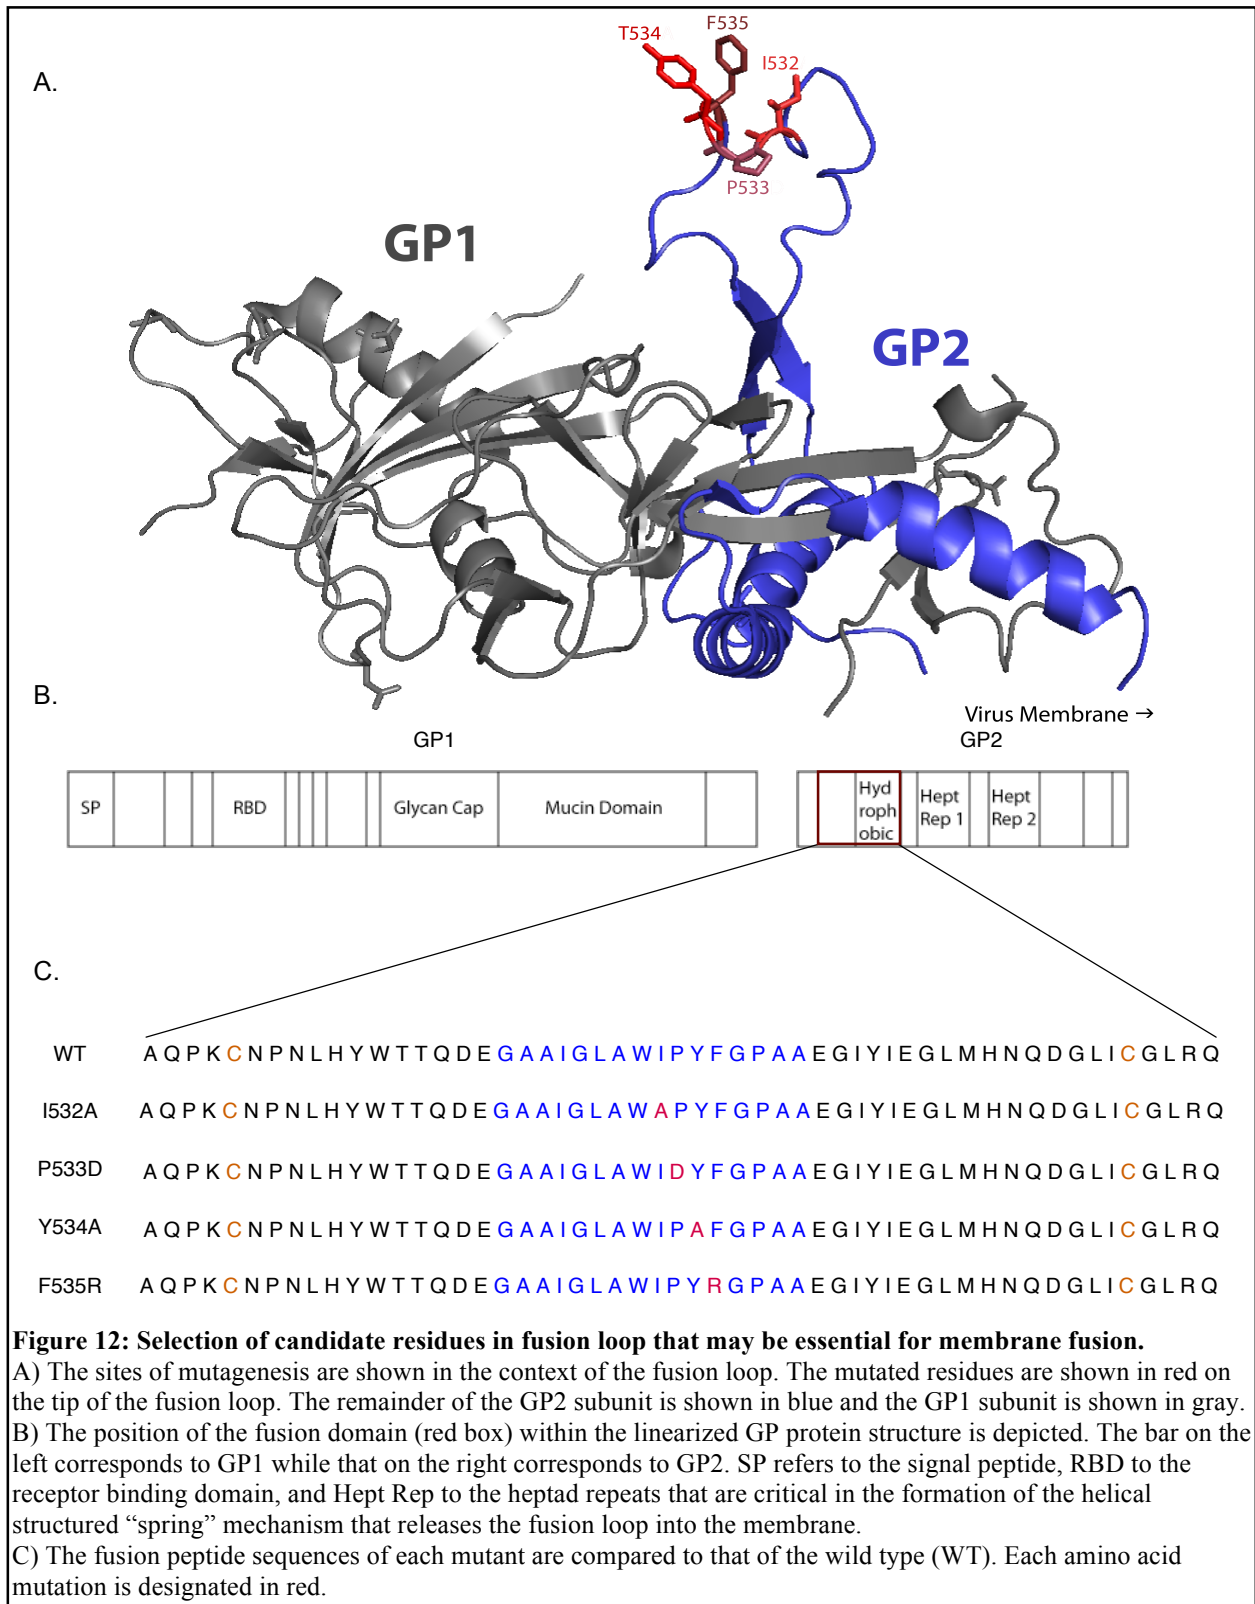 A.
T534
F535
I532
P533
GP1
GP2
Virus Membrane →
B.
GP1
GP2
SP
RBD
Glycan Cap
Mucin Domain
Hyd
roph
obic
Hept
Rep 1
Hept
Rep 2
C.
WT A Q P K C N P N L H Y W T T Q D E G A A I G L A W I P Y F G P A A E G I Y I E G L M H N Q D G L I C G L R Q
I532A A Q P K C N P N L H Y W T T Q D E G A A I G L A W A P Y F G P A A E G I Y I E G L M H N Q D G L I C G L R Q
P533D A Q P K C N P N L H Y W T T Q D E G A A I G L A W I D Y F G P A A E G I Y I E G L M H N Q D G L I C G L R Q
Y534A A Q P K C N P N L H Y W T T Q D E G A A I G L A W I P A F G P A A E G I Y I E G L M H N Q D G L I C G L R Q
F535R A Q P K C N P N L H Y W T T Q D E G A A I G L A W I P Y R G P A A E G I Y I E G L M H N Q D G L I C G L R Q
Figure 12: Selection of candidate residues in fusion loop that may be essential for membrane fusion.
A) The sites of mutagenesis are shown in the context of the fusion loop. The mutated residues are shown in red on
the tip of the fusion loop. The remainder of the GP2 subunit is shown in blue and the GP1 subunit is shown in gray.
B) The position of the fusion domain (red box) within the linearized GP protein structure is depicted. The bar on the
left corresponds to GP1 while that on the right corresponds to GP2. SP refers to the signal peptide, RBD to the
receptor binding domain, and Hept Rep to the heptad repeats that are critical in the formation of the helical
structured “spring” mechanism that releases the fusion loop into the membrane.
C) The fusion peptide sequences of each mutant are compared to that of the wild type (WT). Each amino acid
mutation is designated in red.